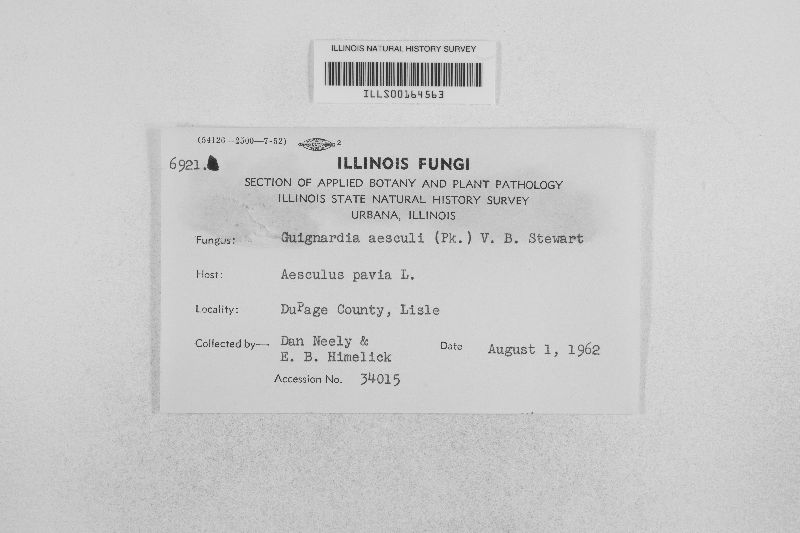 ILLINOIS NATURAL HISTORY SURVEY
ILLS00164563
(54126—2500—7-52) 2
6921.
ILLINOIS FUNGI
SECTION OF APPLIED BOTANY AND PLANT PATHOLOGY
ILLINOIS STATE NATURAL HISTORY SURVEY
URBANA, ILLINOIS
Fungus: Guignardia aesculi (Pk.) V. B. Stewart
Host: Aesculus pavia L.
Locality: DuPage County, Lisle
Collected by— Dan Neely &
E. B. Himelick Date August 1, 1962
Accession No. 34015